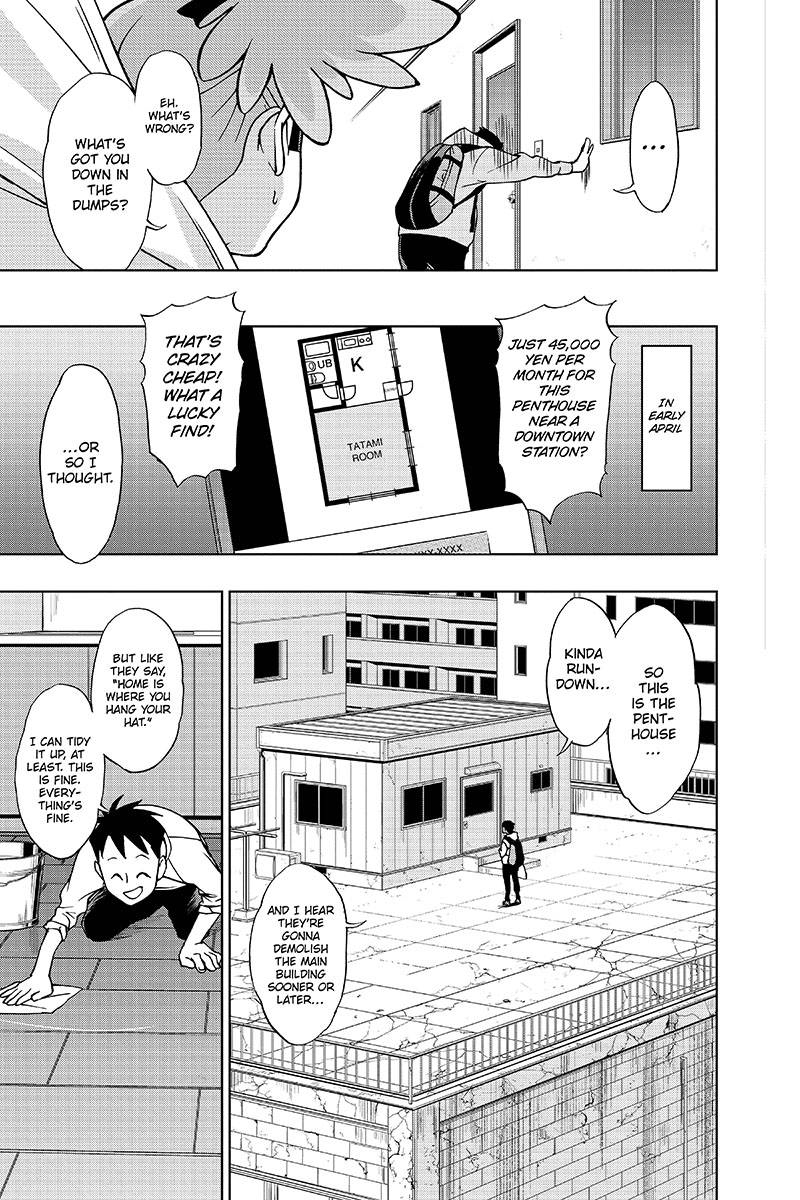 ...
EH.
WHAT'S
WRONG?
WHAT'S
GOT YOU
DOWN IN
THE
DUMPS?
IN
EARLY
APRIL
JUST 45,000
YEN PER
MONTH FOR
THIS
PENTHOUSE
NEAR A
DOWNTOWN
STATION?
UB
K
TATAMI
ROOM
XXX-XXXX
THAT'S
CRAZY
CHEAP!
WHAT A
LUCKY
FIND!
...OR
SO I
THOUGHT.
SO
THIS
IS THE
PENT-
HOUSE
...
KINDA
RUN-
DOWN...
AND I HEAR
THEY'RE
GONNA
DEMOLISH
THE MAIN
BUILDING
SOONER OR
LATER...
BUT LIKE
THEY SAY,
"HOME IS
WHERE YOU
HANG YOUR
HAT."
I CAN TIDY
IT UP, AT
LEAST. THIS
IS FINE.
EVERY-
THING'S
FINE.